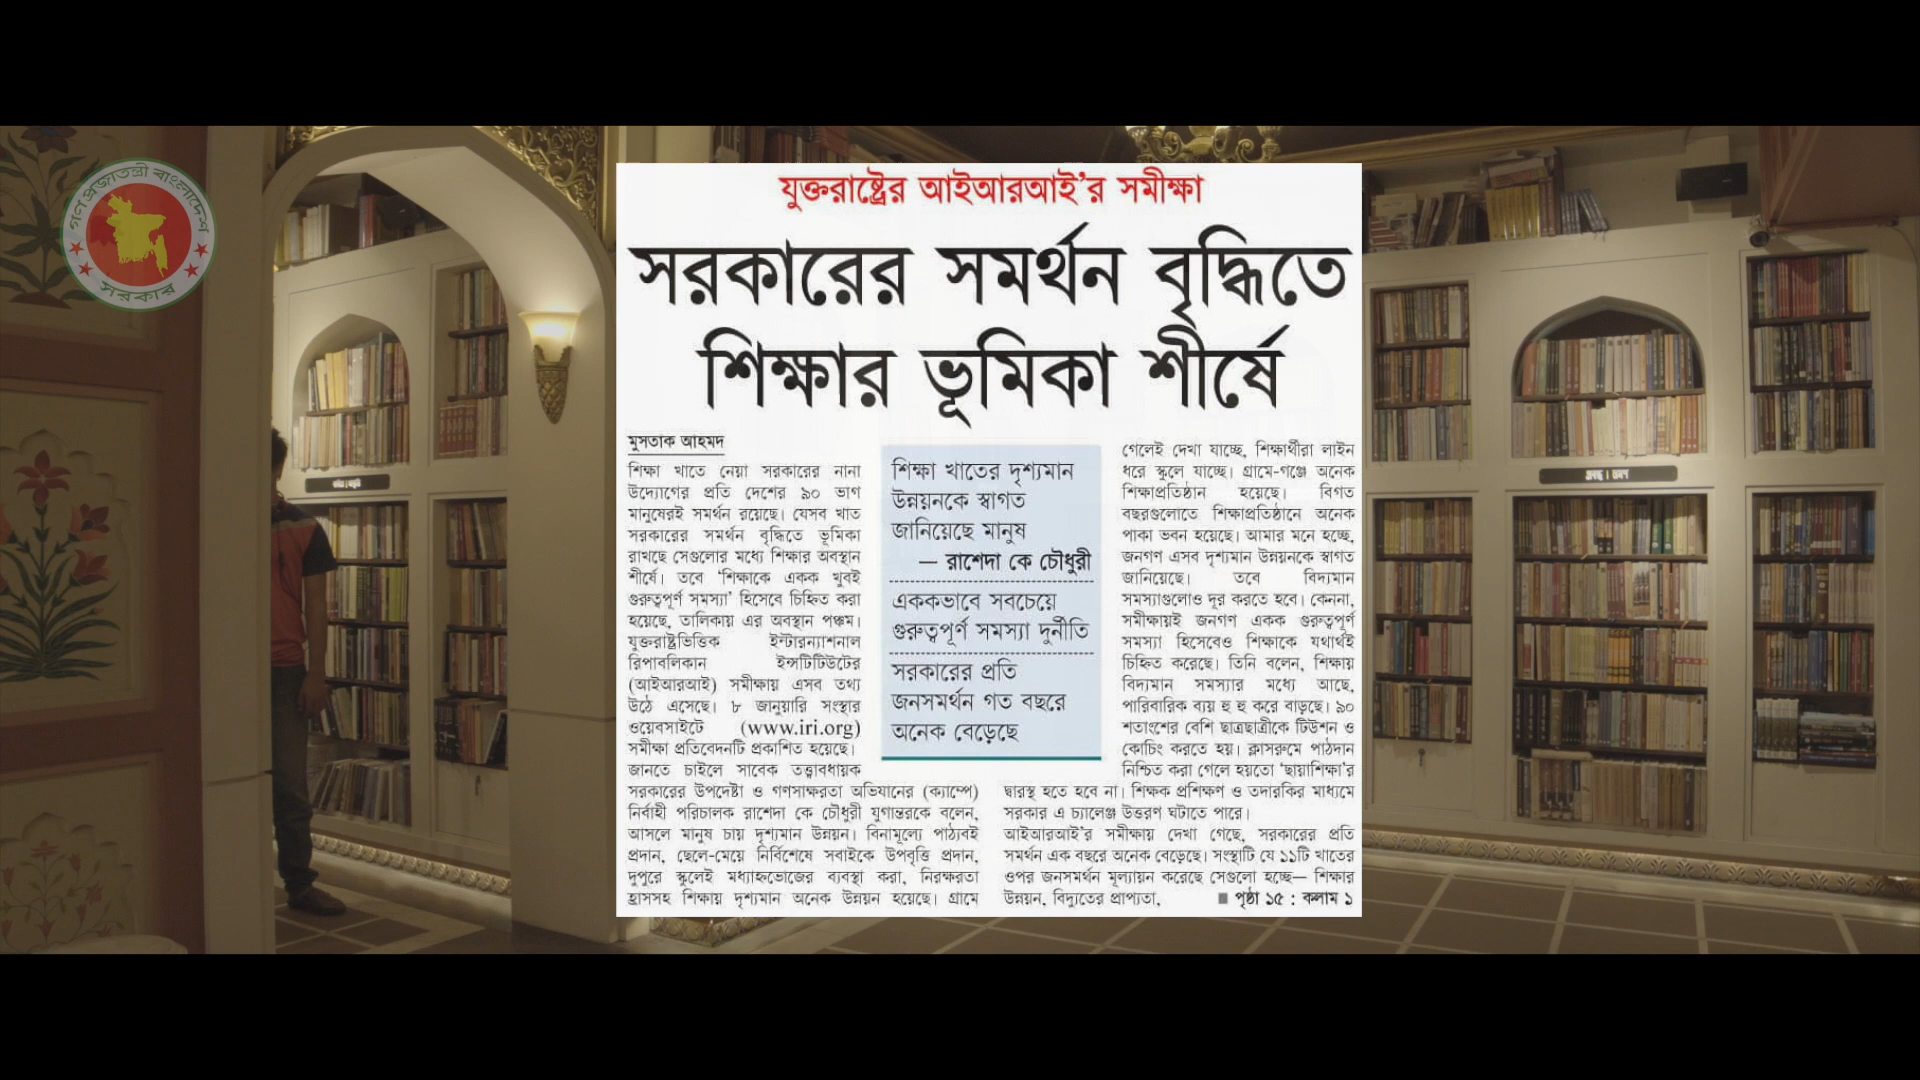 গণপ্রজাতন্ত্রী বাংলাদেশ
সরকার
যুক্তরাষ্ট্রের আইআরআই'র সমীক্ষা
সরকারের সমর্থন বৃদ্ধিতে
শিক্ষার ভূমিকা শীর্ষে
মুসতাক আহমদ
শিক্ষা খাতে নেয়া সরকারের নানা
উদ্যোগের প্রতি দেশের ৯০ ভাগ
মানুষেরই সমর্থন রয়েছে। যেসব খাত
সরকারের সমর্থন বৃদ্ধিতে ভূমিকা
রাখছে সেগুলোর মধ্যে শিক্ষার অবস্থান
শীর্ষে। তবে 'শিক্ষাকে একক খুবই
গুরুত্বপূর্ণ সমস্যা' হিসেবে চিহ্নিত করা
হয়েছে, তালিকায় এর অবস্থান পঞ্চম।
যুক্তরাষ্ট্রভিত্তিক ইন্টারন্যাশনাল
রিপাবলিকান ইন্সটিটিউটের
(আইআরআই) সমীক্ষায় এসব তথ্য
উঠে এসেছে। ৮ জানুয়ারি সংস্থার
ওয়েবসাইটে (www.iri.org)
সমীক্ষা প্রতিবেদনটি প্রকাশিত হয়েছে।
জানতে চাইলে সাবেক তত্ত্বাবধায়ক
সরকারের উপদেষ্টা ও গণসাক্ষরতা অভিযানের (ক্যাম্পে)
নির্বাহী পরিচালক রাশেদা কে চৌধুরী যুগান্তরকে বলেন,
আসলে মানুষ চায় দৃশ্যমান উন্নয়ন। বিনামূল্যে পাঠ্যবই
প্রদান, ছেলে-মেয়ে নির্বিশেষে সবাইকে উপবৃত্তি প্রদান,
দুপুরে স্কুলেই মধ্যাহ্নভোজের ব্যবস্থা করা, নিরক্ষরতা
হ্রাসসহ শিক্ষায় দৃশ্যমান অনেক উন্নয়ন হয়েছে। গ্রামে
শিক্ষা খাতের দৃশ্যমান
উন্নয়নকে স্বাগত
জানিয়েছে মানুষ
— রাশেদা কে চৌধুরী
এককভাবে সবচেয়ে
গুরুত্বপূর্ণ সমস্যা দুর্নীতি
সরকারের প্রতি
জনসমর্থন গত বছরে
অনেক বেড়েছে
গেলেই দেখা যাচ্ছে, শিক্ষার্থীরা লাইন
ধরে স্কুলে যাচ্ছে। গ্রামে-গঞ্জে অনেক
শিক্ষাপ্রতিষ্ঠান হয়েছে। বিগত
বছরগুলোতে শিক্ষাপ্রতিষ্ঠানে অনেক
পাকা ভবন হয়েছে। আমার মনে হচ্ছে,
জনগণ এসব দৃশ্যমান উন্নয়নকে স্বাগত
জানিয়েছে। তবে বিদ্যমান
সমস্যাগুলোও দূর করতে হবে। কেননা,
সমীক্ষায়ই জনগণ একক গুরুত্বপূর্ণ
সমস্যা হিসেবেও শিক্ষাকে যথার্থই
চিহ্নিত করেছে। তিনি বলেন, শিক্ষায়
বিদ্যমান সমস্যার মধ্যে আছে,
পারিবারিক ব্যয় হু হু করে বাড়ছে। ৯০
শতাংশের বেশি ছাত্রছাত্রীকে টিউশন ও
কোচিং করতে হয়। ক্লাসরুমে পাঠদান
নিশ্চিত করা গেলে হয়তো 'ছায়াশিক্ষা'র
দ্বারস্থ হতে হবে না। শিক্ষক প্রশিক্ষণ ও তদারকির মাধ্যমে
সরকার এ চ্যালেঞ্জ উত্তরণ ঘটাতে পারে।
আইআরআই'র সমীক্ষায় দেখা গেছে, সরকারের প্রতি
সমর্থন এক বছরে অনেক বেড়েছে। সংস্থাটি যে ১১টি খাতের
ওপর জনসমর্থন মূল্যায়ন করেছে সেগুলো হচ্ছে— শিক্ষার
উন্নয়ন, বিদ্যুতের প্রাপ্যতা, ■ পৃষ্ঠা ১৫ : কলাম ১